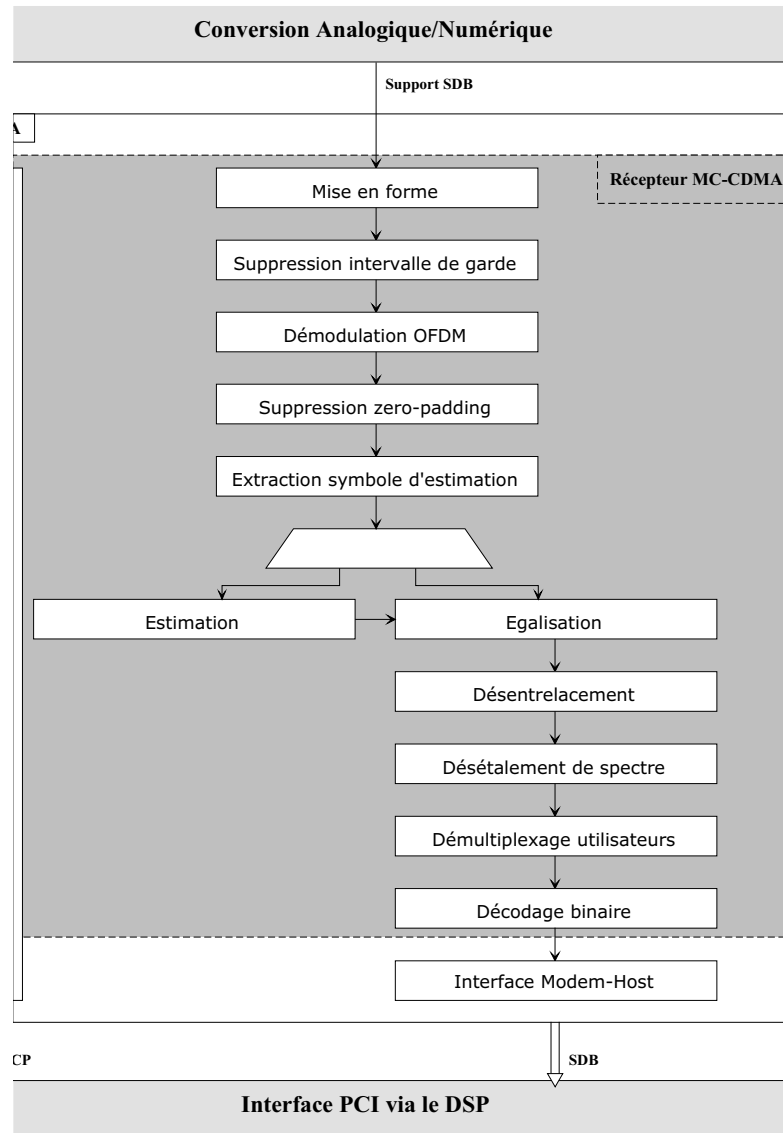 Conversion Analogique/Numérique
Support SDB
A
Récepteur MC-CDMA
Mise en forme
Suppression intervalle de garde
Démodulation OFDM
Suppression zero-padding
Extraction symbole d'estimation
Estimation
Egalisation
Désentrelacement
Désétalement de spectre
Démultiplexage utilisateurs
Décodage binaire
Interface Modem-Host
CP
SDB
Interface PCI via le DSP